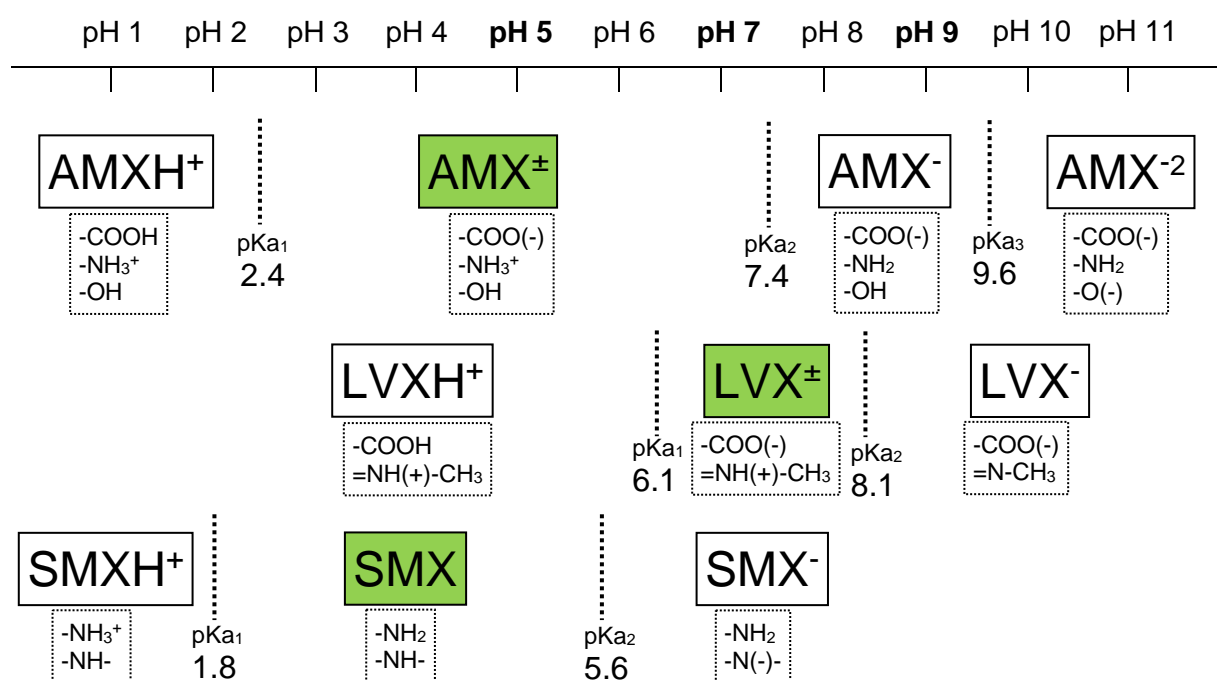 pH 1 pH 2 pH 3 pH 4 pH 5 pH 6 pH 7 pH 8 pH 9 pH 10 pH 11
AMXH⁺ AMX± AMX⁻ AMX⁻²
-COOH
-NH₃⁺
-OH
pKa₁
2.4
-COO(-)
-NH₃⁺
-OH
pKa₂
7.4
-COO(-)
-NH₂
-OH
pKa₃
9.6
-COO(-)
-NH₂
-O(-)
LVXH⁺ LVX± LVX⁻
-COOH
=NH(+)-CH₃
pKa₁
6.1
-COO(-)
=NH(+)-CH₃
pKa₂
8.1
-COO(-)
=N-CH₃
SMXH⁺ SMX SMX⁻
-NH₃⁺
-NH-
pKa₁
1.8
-NH₂
-NH-
pKa₂
5.6
-NH₂
-N(-)-